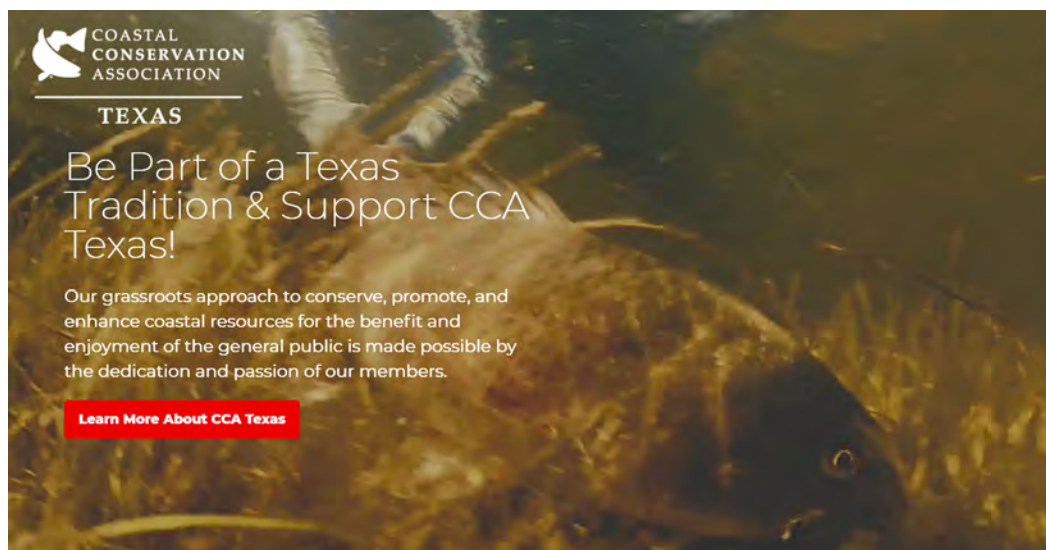 COASTAL
CONSERVATION
ASSOCIATION
TEXAS
Be Part of a Texas
Tradition & Support CCA
Texas!
Our grassroots approach to conserve, promote, and
enhance coastal resources for the benefit and
enjoyment of the general public is made possible by
the dedication and passion of our members.
Learn More About CCA Texas